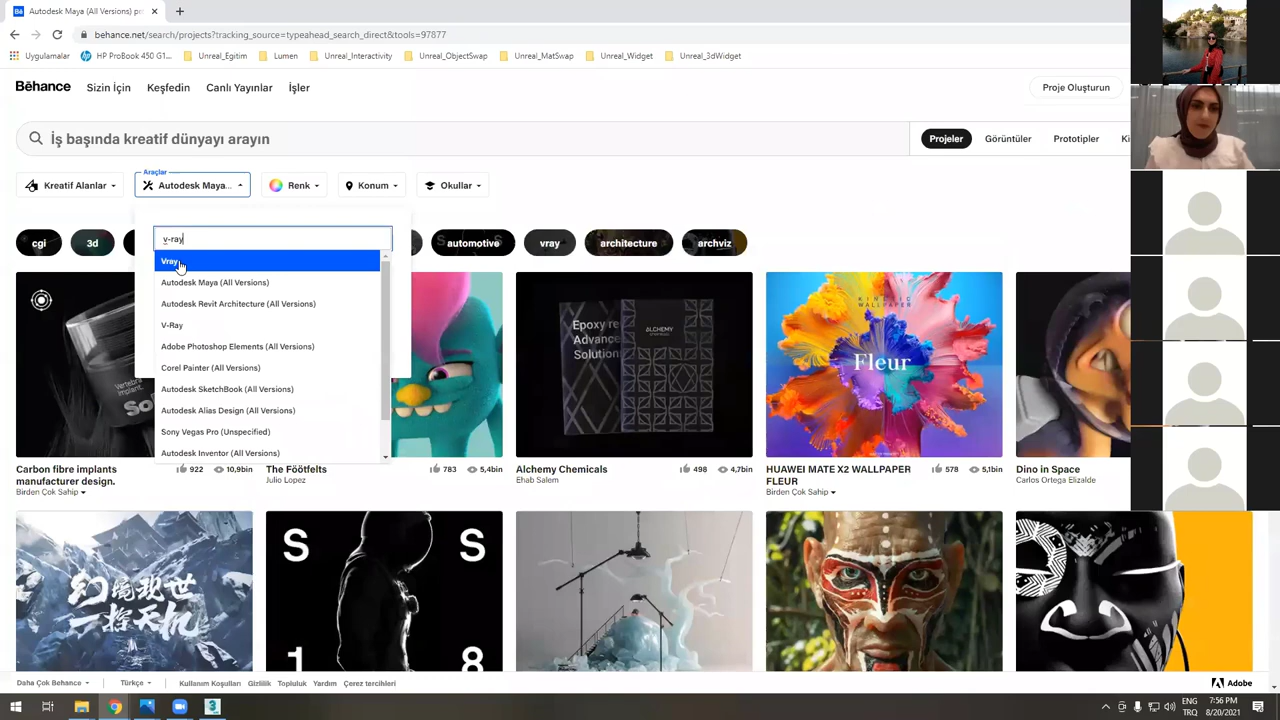 Autodesk Maya (All Versions) pr
behance.net/search/projects?tracking_source=typeahead_search_direct&tools=97877
Uygulamalar
HP ProBook 450 G1...
Unreal_Egitim
Lumen
Unreal_Interactivity
Unreal_ObjectSwap
Unreal_MatSwap
Unreal_Widget
Unreal_3dWidget
Bēhance
Sizin İçin
Keşfedin
Canlı Yayınlar
İşler
Proje Oluşturun
İş başında kreatif dünyayı arayın
Projeler
Görüntüler
Prototipler
Ki
Kreatif Alanlar
Araçlar
Autodesk Maya...
Renk
Konum
Okullar
cgi
3d
automotive
vray
architecture
archviz
v-ray
Vray
Autodesk Maya (All Versions)
Autodesk Revit Architecture (All Versions)
V-Ray
Adobe Photoshop Elements (All Versions)
Corel Painter (All Versions)
Autodesk SketchBook (All Versions)
Autodesk Alias Design (All Versions)
Sony Vegas Pro (Unspecified)
Autodesk Inventor (All Versions)
Epoxy re
Advance
Solution
ALCHEMY
KINETIC
WALLPAPER
Fleur
Carbon fibre implants
manufacturer design.
Birden Çok Sahip
922
10,9bin
The Föötfelts
Julio Lopez
783
5,4bin
Alchemy Chemicals
Ehab Salem
498
4,7bin
HUAWEI MATE X2 WALLPAPER
FLEUR
Birden Çok Sahip
578
5,1bin
Dino in Space
Carlos Ortega Elizalde
S S
1 8
Daha Çok Behance
Türkçe
Kullanım Koşulları
Gizlilik
Topluluk
Yardım
Çerez tercihleri
Adobe
ENG
TRQ
7:56 PM
8/20/2021